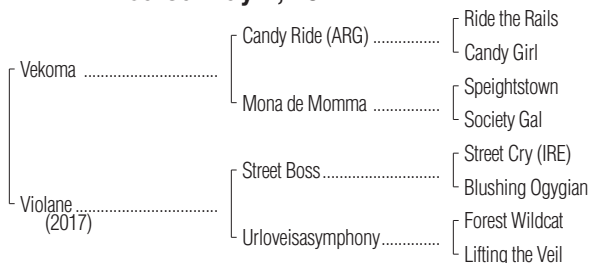 Ride the Rails
Candy Ride (ARG) ................
Candy Girl
Vekoma ................................
Speightstown
Mona de Momma ................
Society Gal
Street Cry (IRE)
Street Boss............................
Blushing Ogygian
Violane..................................
(2017)
Forest Wildcat
Urloveisasymphony..............
Lifting the Veil